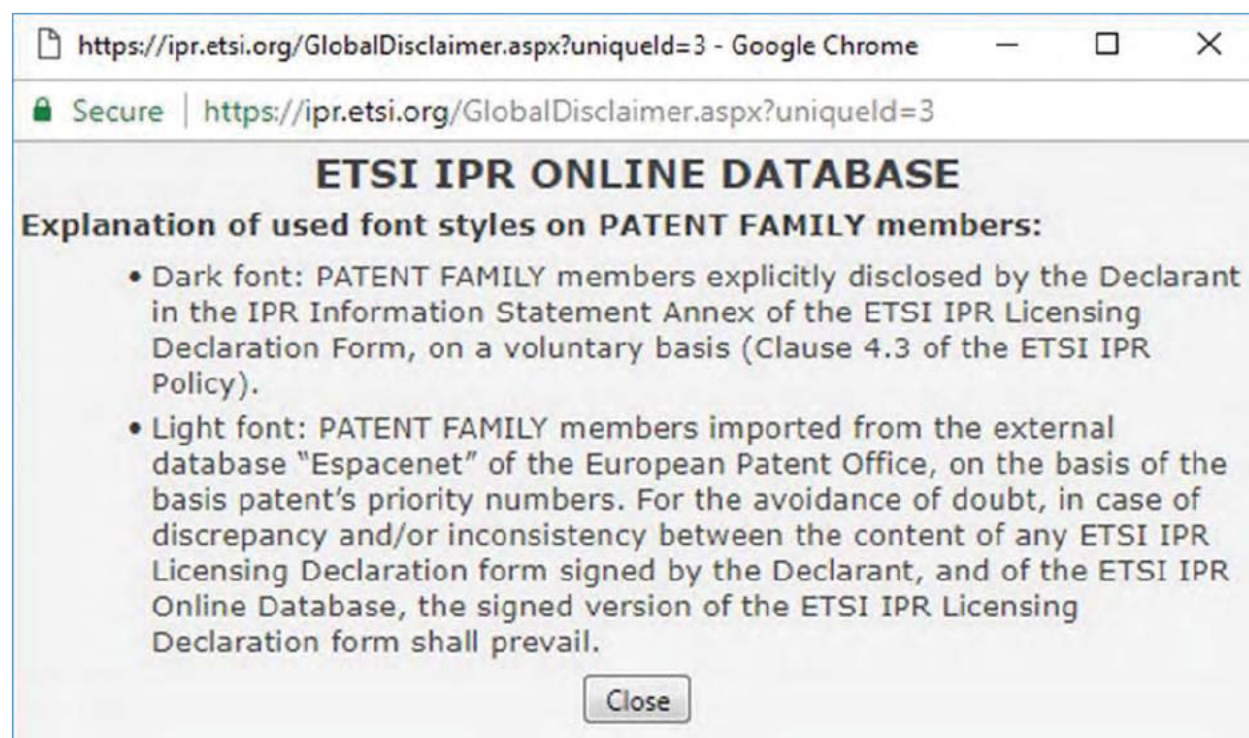 https://ipr.etsi.org/GlobalDisclaimer.aspx?uniqueId=3 - Google Chrome
Secure | https://ipr.etsi.org/GlobalDisclaimer.aspx?uniqueId=3
ETSI IPR ONLINE DATABASE
Explanation of used font styles on PATENT FAMILY members:
• Dark font: PATENT FAMILY members explicitly disclosed by the Declarant
in the IPR Information Statement Annex of the ETSI IPR Licensing
Declaration Form, on a voluntary basis (Clause 4.3 of the ETSI IPR
Policy).
• Light font: PATENT FAMILY members imported from the external
database “Espacenet” of the European Patent Office, on the basis of the
basis patent’s priority numbers. For the avoidance of doubt, in case of
discrepancy and/or inconsistency between the content of any ETSI IPR
Licensing Declaration form signed by the Declarant, and of the ETSI IPR
Online Database, the signed version of the ETSI IPR Licensing
Declaration form shall prevail.
Close